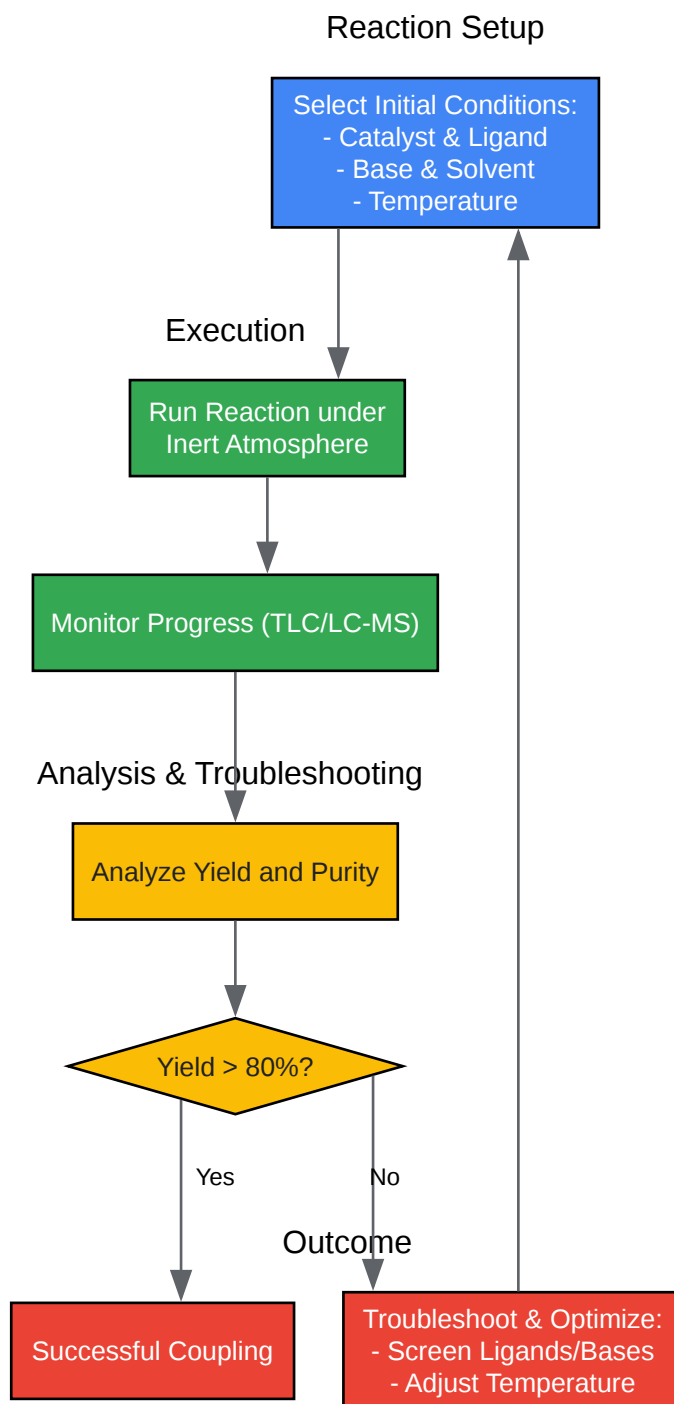 Reaction Setup
Select Initial Conditions:
- Catalyst & Ligand
- Base & Solvent
- Temperature
Execution
Run Reaction under
Inert Atmosphere
Monitor Progress (TLC/LC-MS)
Analysis & Troubleshooting
Analyze Yield and Purity
Yield > 80%?
Yes
No
Outcome
Successful Coupling
Troubleshoot & Optimize:
- Screen Ligands/Bases
- Adjust Temperature